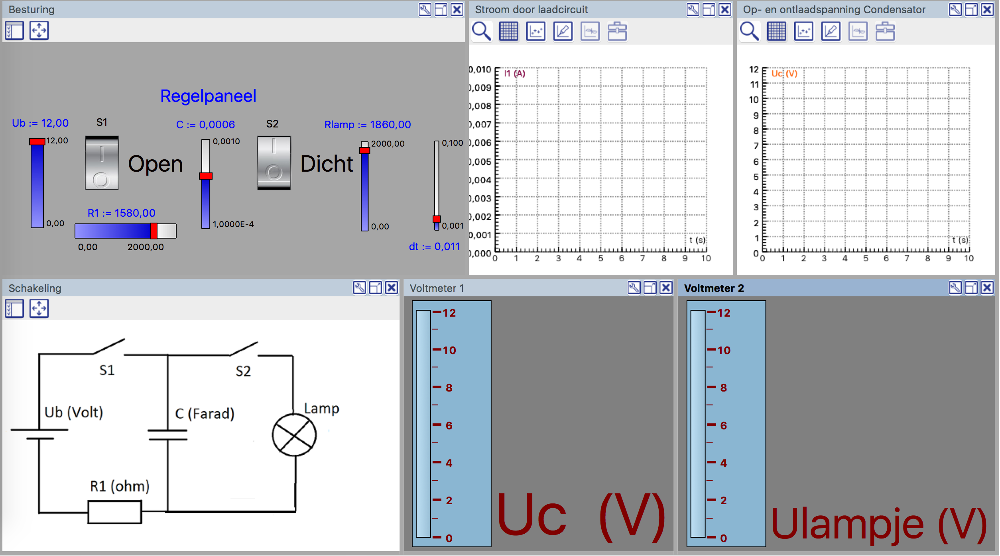 Besturing
Regelpaneel
Ub := 12,00
S1
C := 0,0006
S2
Rlamp := 1860,00
12,00
0,0010
2000,00
0,100
Open
Dicht
R1 := 1580,00
0,00
1,0000E-4
0,00
0,001
0,00
2000,00
dt := 0,011
Stroom door laadcircuit
I1 (A)
0,010
0,009
0,008
0,007
0,006
0,005
0,004
0,003
0,002
0,001
0,000
t (s)
0 1 2 3 4 5 6 7 8 9 10
Op- en ontlaadspanning Condensator
Uc (V)
12
11
10
9
8
7
6
5
4
3
2
1
0
t (s)
0 1 2 3 4 5 6 7 8 9 10
Schakeling
S1
S2
Ub (Volt)
C (Farad)
Lamp
R1 (ohm)
Voltmeter 1
12
10
8
6
4
2
0
Uc (V)
Voltmeter 2
12
10
8
6
4
2
0
Ulampje (V)